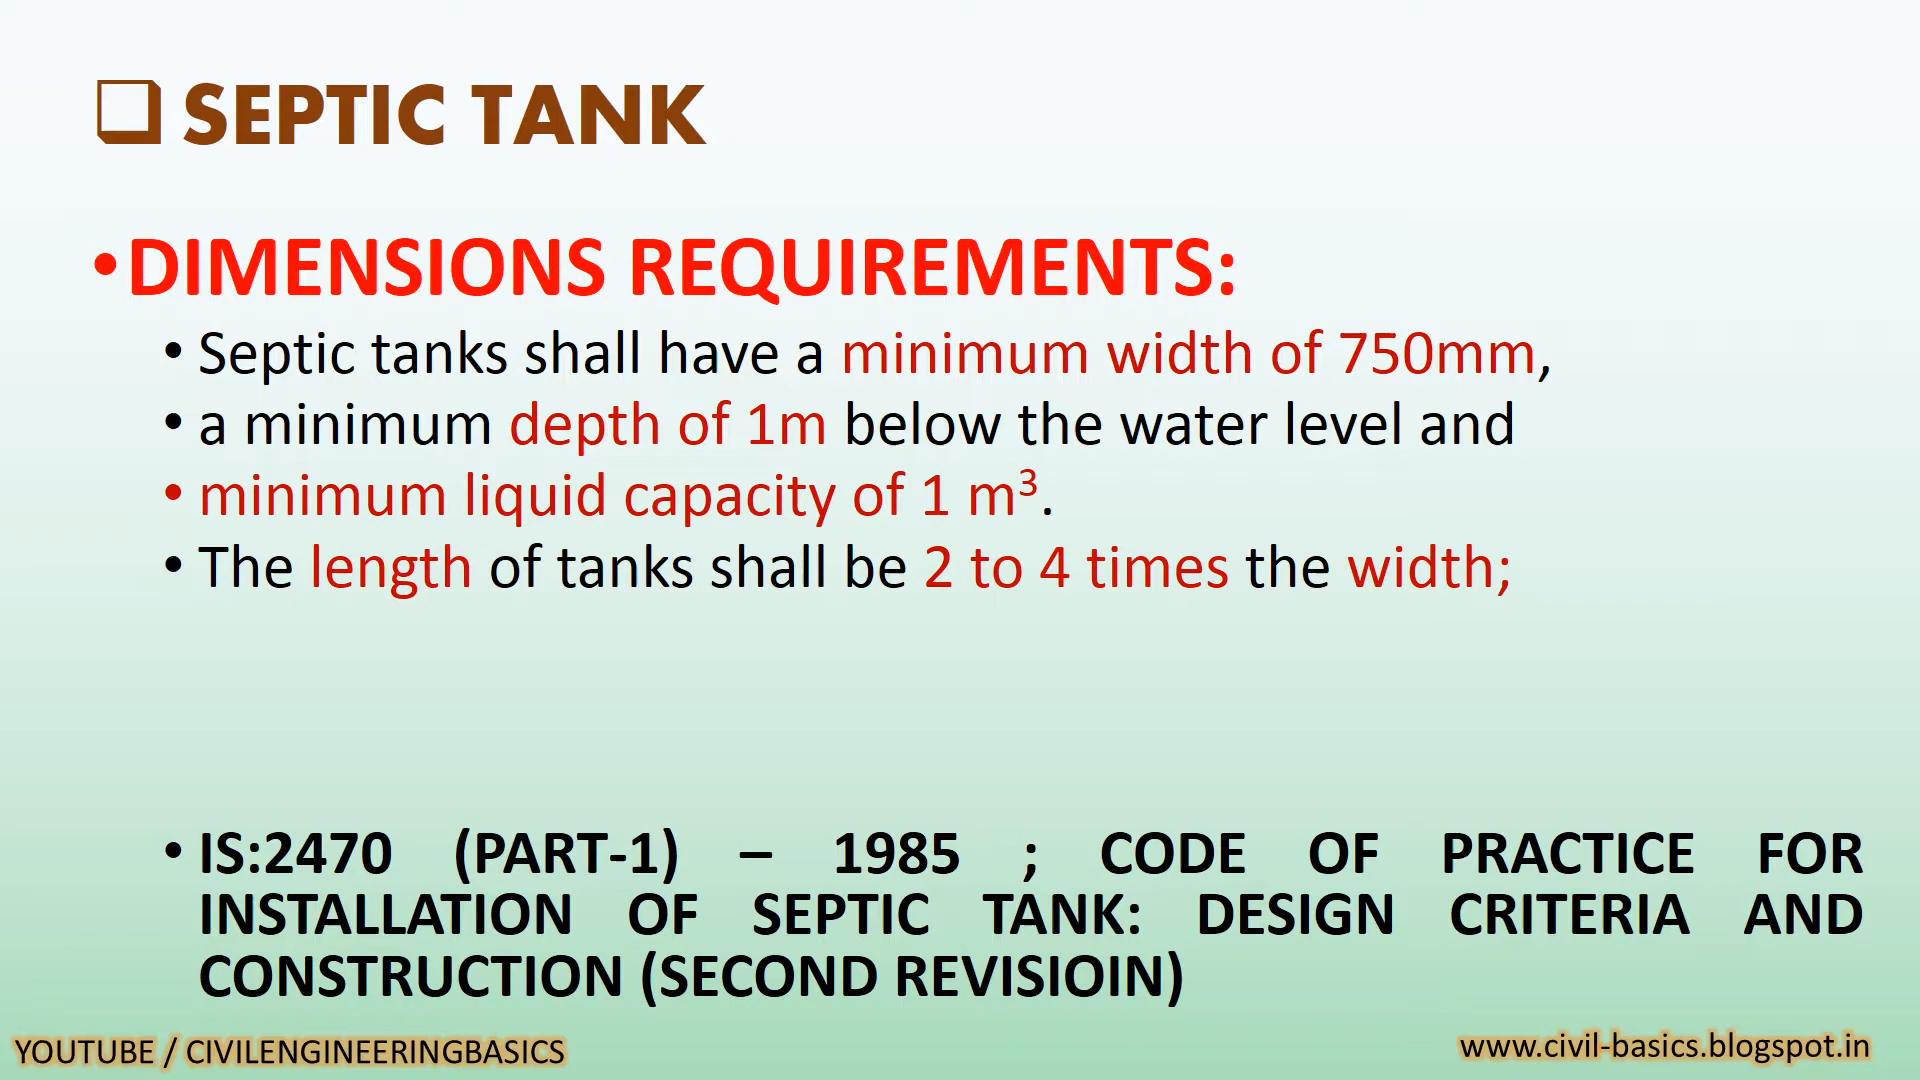 ❑ SEPTIC TANK
•DIMENSIONS REQUIREMENTS:
• Septic tanks shall have a minimum width of 750mm,
• a minimum depth of 1m below the water level and
• minimum liquid capacity of 1 m³.
• The length of tanks shall be 2 to 4 times the width;
• IS:2470 (PART-1) – 1985 ; CODE OF PRACTICE FOR
INSTALLATION OF SEPTIC TANK: DESIGN CRITERIA AND
CONSTRUCTION (SECOND REVISIOIN)
YOUTUBE / CIVILENGINEERINGBASICS
www.civil-basics.blogspot.in